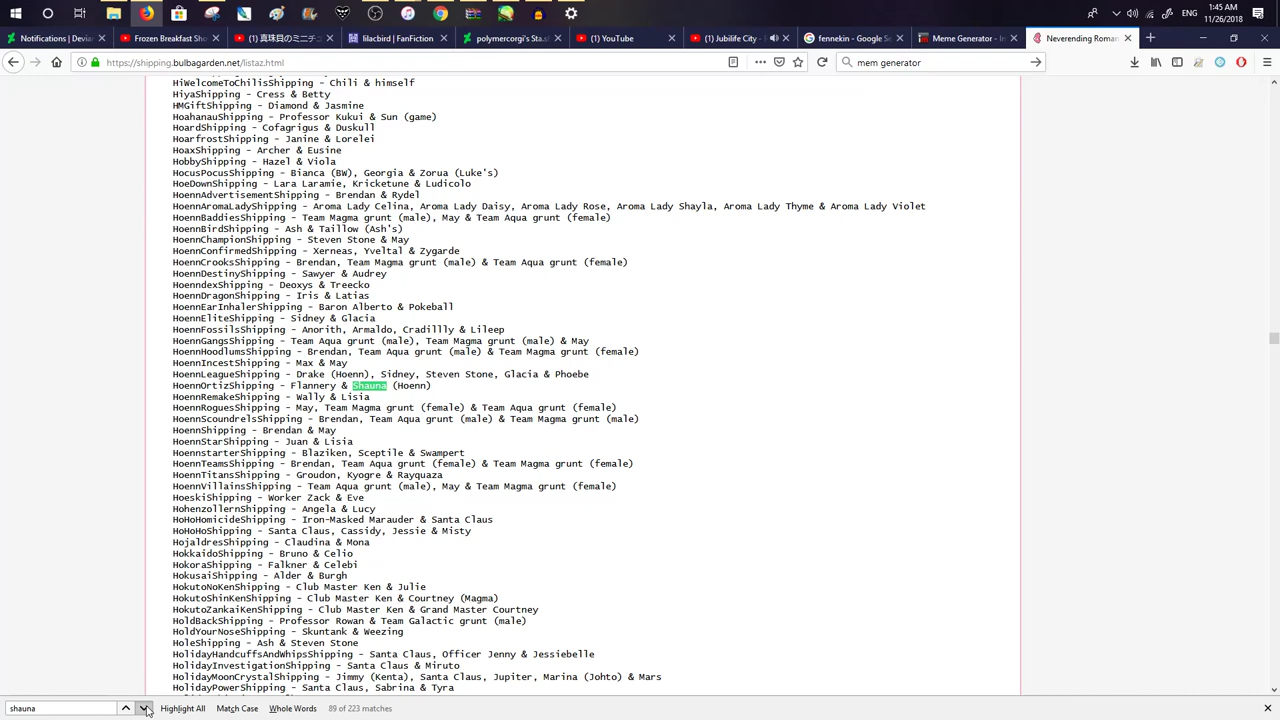 1:45 AM
ENG
11/26/2018
Notifications | Devian
Frozen Breakfast Sho
(1) 真珠貝のミニチュ
lilacbird | FanFiction
polymercorgi's Sta.sh
(1) YouTube
(1) Jubilife City -
fennekin - Google Se
Meme Generator - In
Neverending Roman
https://shipping.bulbagarden.net/listaz.html
mem generator
HiWelcomeToChilisShipping - Chili & himself
HiyaShipping - Cress & Betty
HMGiftShipping - Diamond & Jasmine
HoahanauShipping - Professor Kukui & Sun (game)
HoardShipping - Cofagrigus & Duskull
HoarfrostShipping - Janine & Lorelei
HoaxShipping - Archer & Eusine
HobbyShipping - Hazel & Viola
HocusPocusShipping - Bianca (BW), Georgia & Zorua (Luke's)
HoeDownShipping - Lara Laramie, Kricketune & Ludicolo
HoennAdvertisementShipping - Brendan & Rydel
HoennAromaLadyShipping - Aroma Lady Celina, Aroma Lady Daisy, Aroma Lady Rose, Aroma Lady Shayla, Aroma Lady Thyme & Aroma Lady Violet
HoennBaddiesShipping - Team Magma grunt (male), May & Team Aqua grunt (female)
HoennBirdShipping - Ash & Taillow (Ash's)
HoennChampionShipping - Steven Stone & May
HoennConfirmedShipping - Xerneas, Yveltal & Zygarde
HoennCrooksShipping - Brendan, Team Magma grunt (male) & Team Aqua grunt (female)
HoennDestinyShipping - Sawyer & Audrey
HoenndexShipping - Deoxys & Treecko
HoennDragonShipping - Iris & Latias
HoennEarInhalerShipping - Baron Alberto & Pokeball
HoennEliteShipping - Sidney & Glacia
HoennFossilsShipping - Anorith, Armaldo, Cradillly & Lileep
HoennGangsShipping - Team Aqua grunt (male), Team Magma grunt (male) & May
HoennHoodlumsShipping - Brendan, Team Aqua grunt (male) & Team Magma grunt (female)
HoennIncestShipping - Max & May
HoennLeagueShipping - Drake (Hoenn), Sidney, Steven Stone, Glacia & Phoebe
HoennOrtizShipping - Flannery & Shauna (Hoenn)
HoennRemakeShipping - Wally & Lisia
HoennRoguesShipping - May, Team Magma grunt (female) & Team Aqua grunt (female)
HoennScoundrelsShipping - Brendan, Team Aqua grunt (male) & Team Magma grunt (male)
HoennShipping - Brendan & May
HoennStarShipping - Juan & Lisia
HoennstarterShipping - Blaziken, Sceptile & Swampert
HoennTeamsShipping - Brendan, Team Aqua grunt (female) & Team Magma grunt (female)
HoennTitansShipping - Groudon, Kyogre & Rayquaza
HoennVillainsShipping - Team Aqua grunt (male), May & Team Magma grunt (female)
HoeskiShipping - Worker Zack & Eve
HohenzollernShipping - Angela & Lucy
HoHoHomicideShipping - Iron-Masked Marauder & Santa Claus
HoHoHoShipping - Santa Claus, Cassidy, Jessie & Misty
HojaldresShipping - Claudina & Mona
HokkaidoShipping - Bruno & Celio
HokoraShipping - Falkner & Celebi
HokusaiShipping - Alder & Burgh
HokutoNoKenShipping - Club Master Ken & Julie
HokutoShinKenShipping - Club Master Ken & Courtney (Magma)
HokutoZankaiKenShipping - Club Master Ken & Grand Master Courtney
HoldBackShipping - Professor Rowan & Team Galactic grunt (male)
HoldYourNoseShipping - Skuntank & Weezing
HoleShipping - Ash & Steven Stone
HolidayHandcuffsAndWhipsShipping - Santa Claus, Officer Jenny & Jessiebelle
HolidayInvestigationShipping - Santa Claus & Miruto
HolidayMoonCrystalShipping - Jimmy (Kenta), Santa Claus, Jupiter, Marina (Johto) & Mars
HolidayPowerShipping - Santa Claus, Sabrina & Tyra
shauna
Highlight All
Match Case
Whole Words
89 of 223 matches